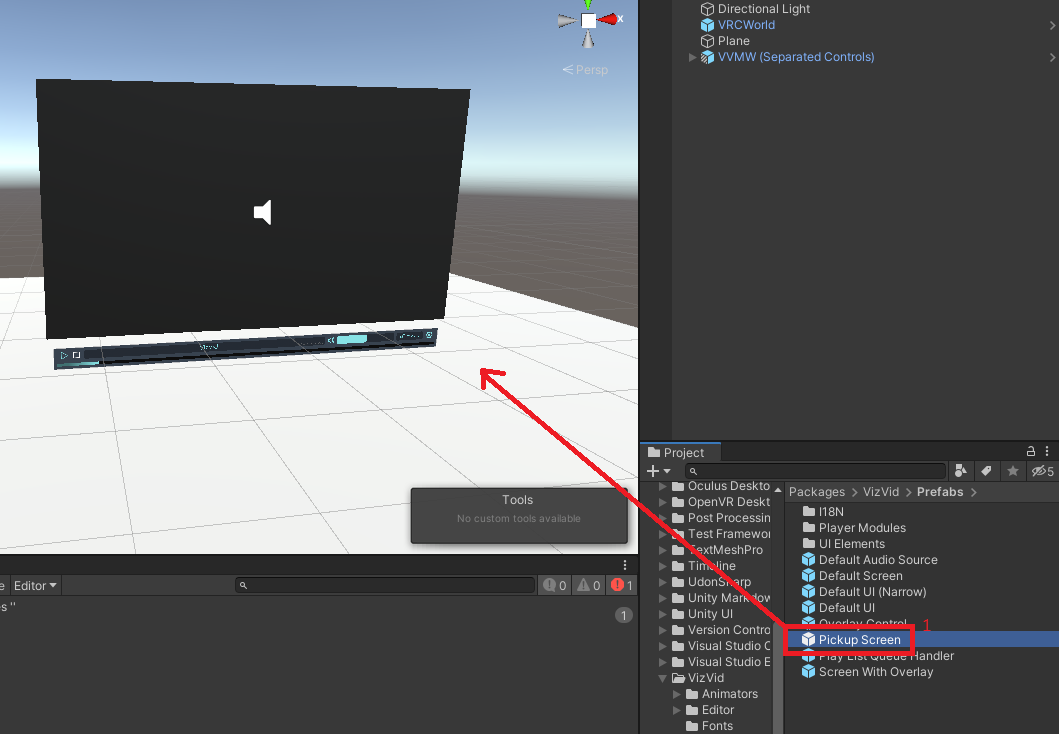 Directional Light
VRCWorld
Plane
VVMW (Separated Controls)
x
Persp
Tools
No custom tools available
Project
5
Packages > VizVid > Prefabs >
Oculus Deskto
OpenVR Deskt
Post Processin
Test Framewor
TextMeshPro
Timeline
UdonSharp
Unity Markdow
Unity UI
Version Contro
Visual Studio C
Visual Studio E
VizVid
Animators
Editor
Fonts
I18N
Player Modules
UI Elements
Default Audio Source
Default Screen
Default UI (Narrow)
Default UI
Overlay Control
1
Pickup Screen
Play List Queue Handler
Screen With Overlay
e Editor
0 0 1
es ''
1